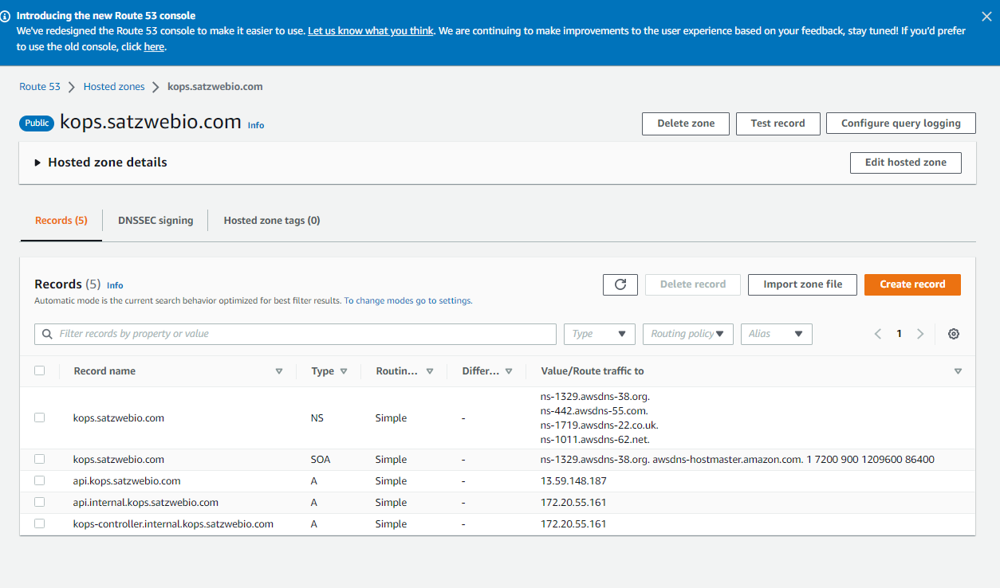 Introducing the new Route 53 console
We've redesigned the Route 53 console to make it easier to use. Let us know what you think. We are continuing to make improvements to the user experience based on your feedback, stay tuned! If you'd prefer
to use the old console, click here.
Route 53 Hosted zones kops.satzwebio.com
Public kops.satzwebio.com Info Delete zone Test record Configure query logging
Hosted zone details Edit hosted zone
Records (5) DNSSEC signing Hosted zone tags (0)
Records (5) Info Delete record Import zone file Create record
Automatic mode is the current search behavior optimized for best filter results. To change modes go to settings.
Filter records by property or value Type Routing policy Alias 1
Record name Type Routin... Differ... Value/Route traffic to
ns-1329.awsdns-38.org.
ns-442.awsdns-55.com.
kops.satzwebio.com NS Simple -
ns-1719.awsdns-22.co.uk.
ns-1011.awsdns-62.net.
kops.satzwebio.com SOA Simple - ns-1329.awsdns-38.org. awsdns-hostmaster.amazon.com. 1 7200 900 1209600 86400
api.kops.satzwebio.com A Simple - 13.59.148.187
api.internal.kops.satzwebio.com A Simple - 172.20.55.161
kops-controller.internal.kops.satzwebio.com A Simple - 172.20.55.161